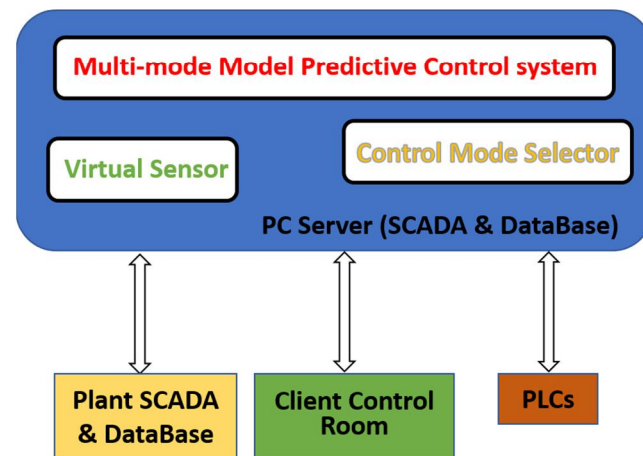 Multi-mode Model Predictive Control system
Control Mode Selector
Virtual Sensor
PC Server (SCADA & DataBase)
Plant SCADA
& DataBase
Client Control
Room
PLCs